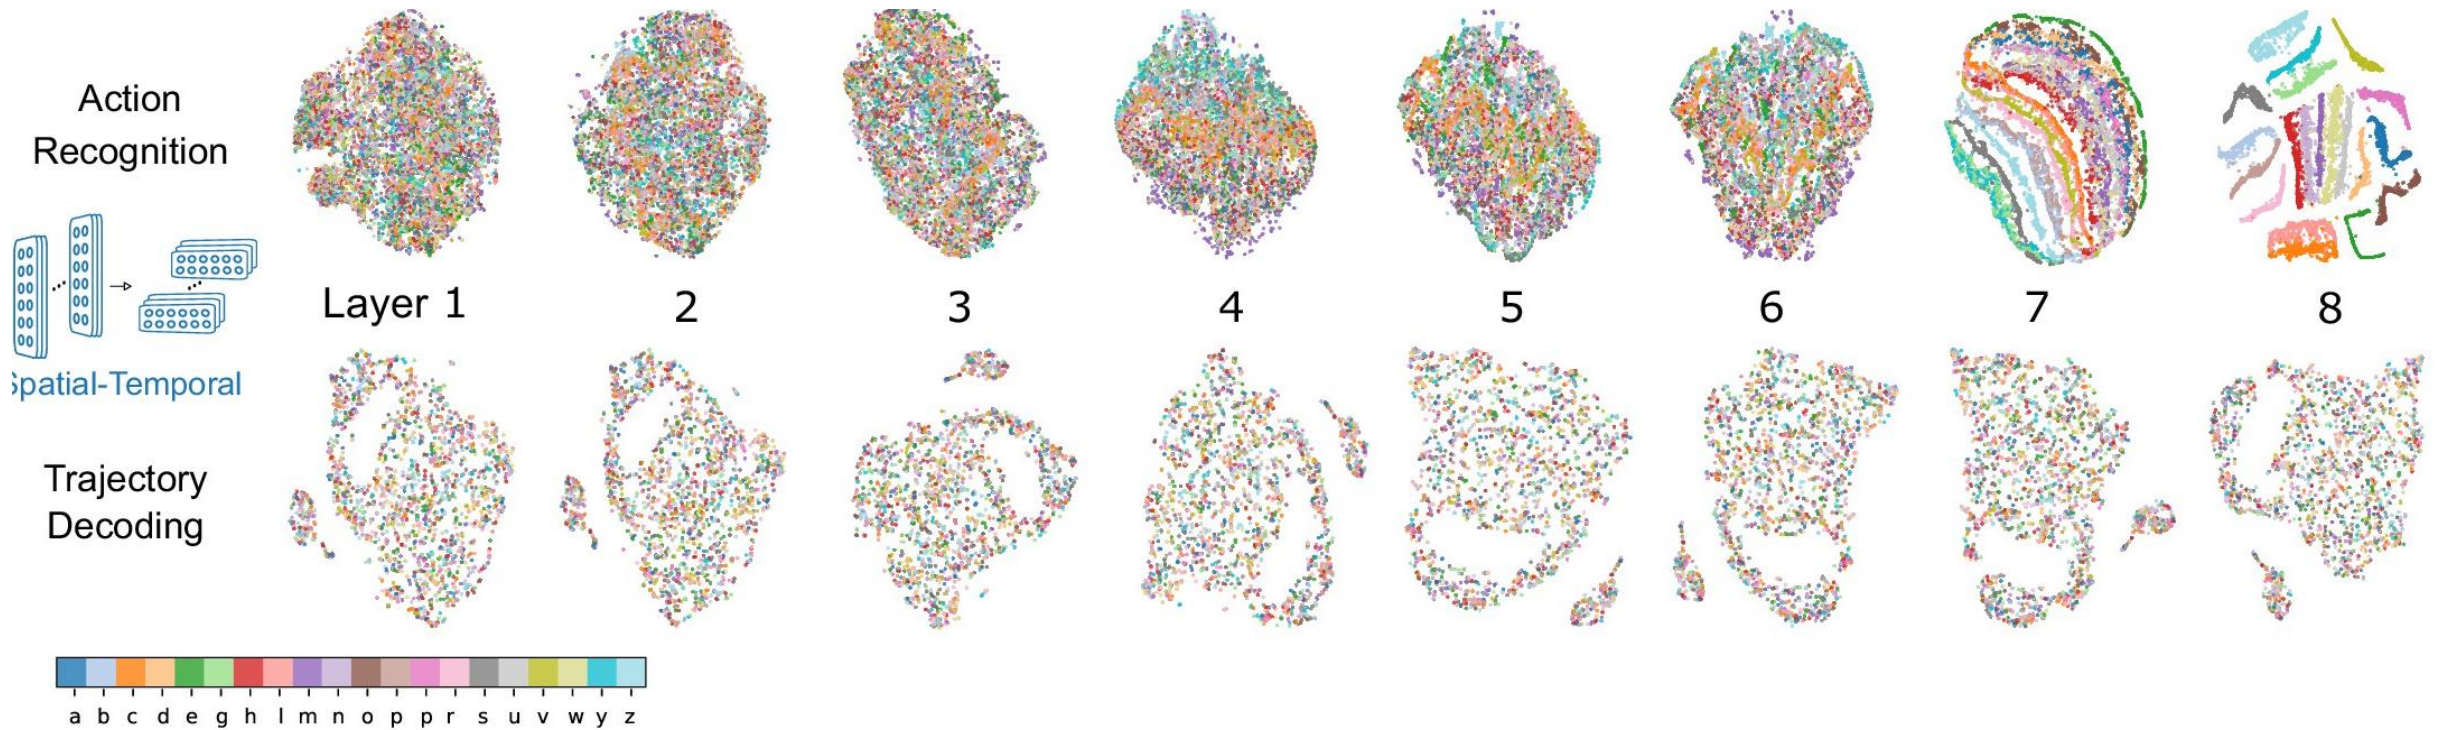 Action
Recognition
Layer 1 2 3 4 5 6 7 8
patial-Temporal
Trajectory
Decoding
a b c d e g h l m n o p p r s u v w y z